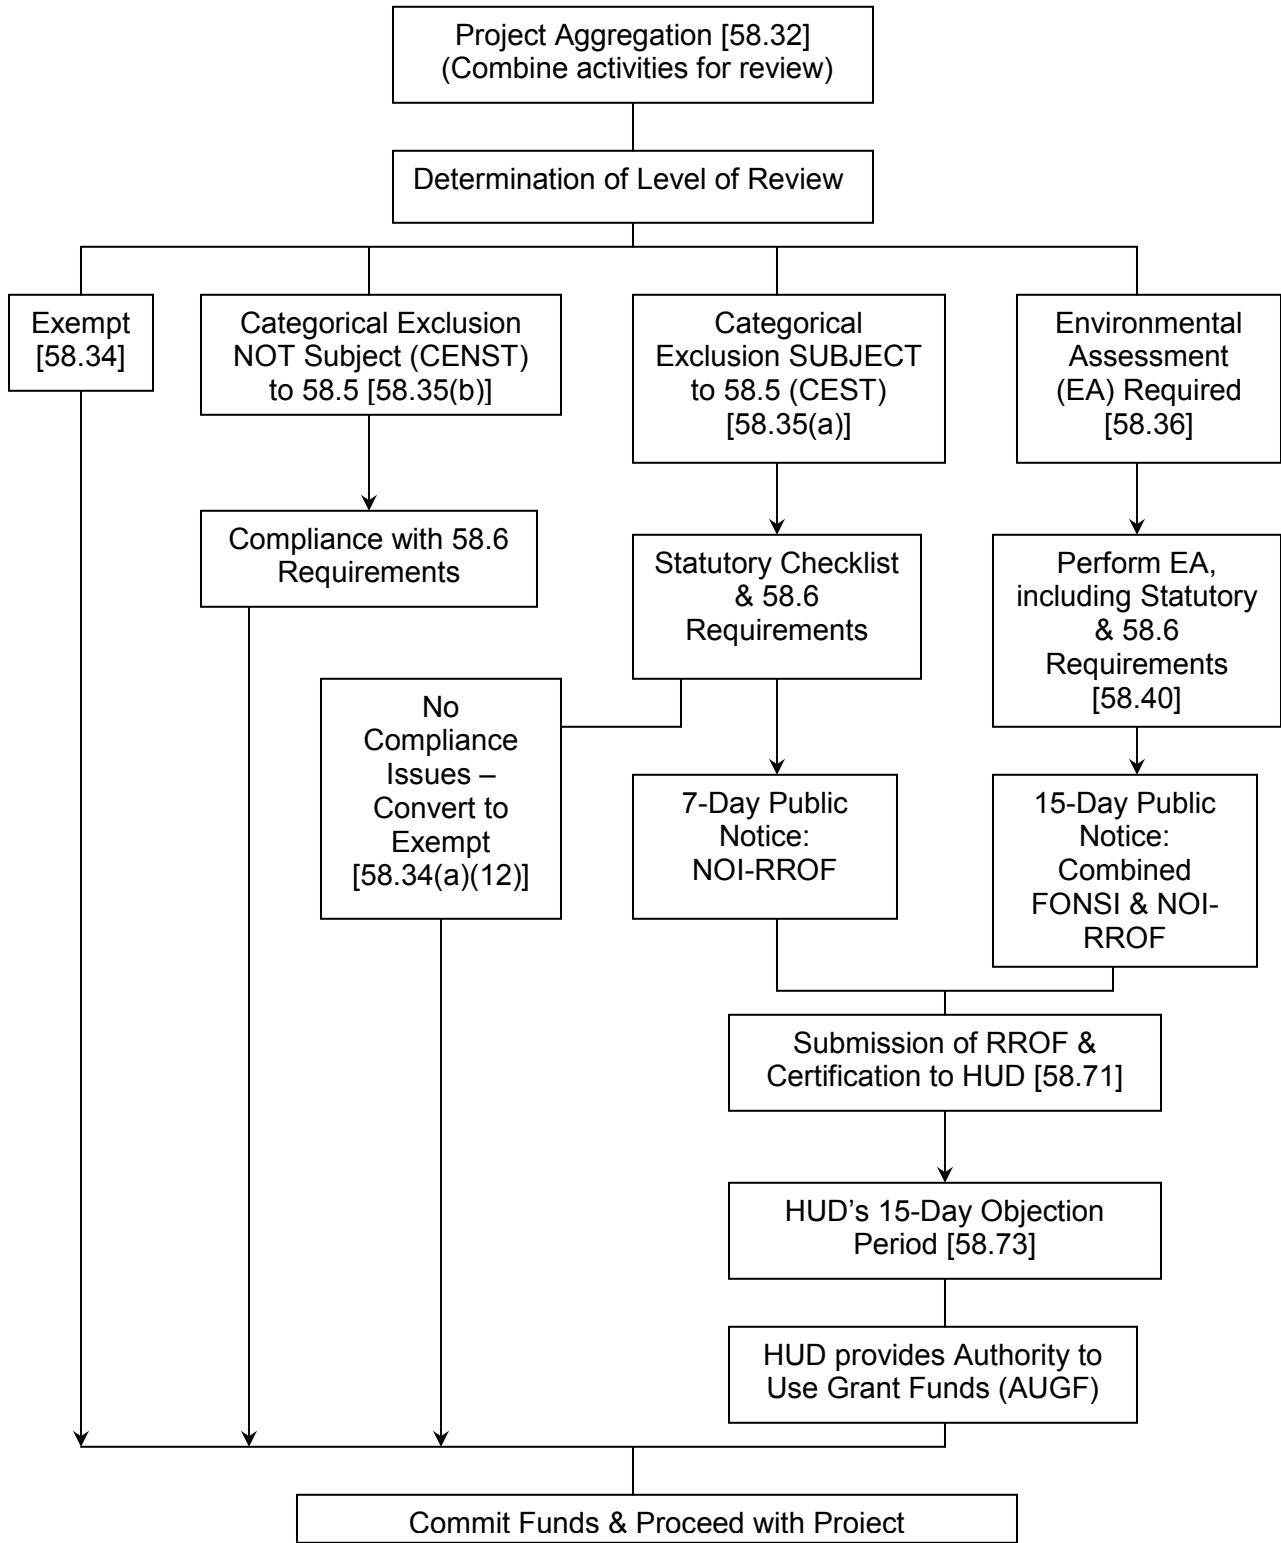 Project Aggregation [58.32]
(Combine activities for review)
Determination of Level of Review
Exempt
[58.34]
Categorical Exclusion
NOT Subject (CENST)
to 58.5 [58.35(b)]
Categorical
Exclusion SUBJECT
to 58.5 (CEST)
[58.35(a)]
Environmental
Assessment
(EA) Required
[58.36]
Compliance with 58.6
Requirements
Statutory Checklist
& 58.6
Requirements
Perform EA,
including Statutory
& 58.6
Requirements
[58.40]
No
Compliance
Issues –
Convert to
Exempt
[58.34(a)(12)]
7-Day Public
Notice:
NOI-RROF
15-Day Public
Notice:
Combined
FONSI & NOI-
RROF
Submission of RROF &
Certification to HUD [58.71]
HUD’s 15-Day Objection
Period [58.73]
HUD provides Authority to
Use Grant Funds (AUGF)
Commit Funds & Proceed with Project